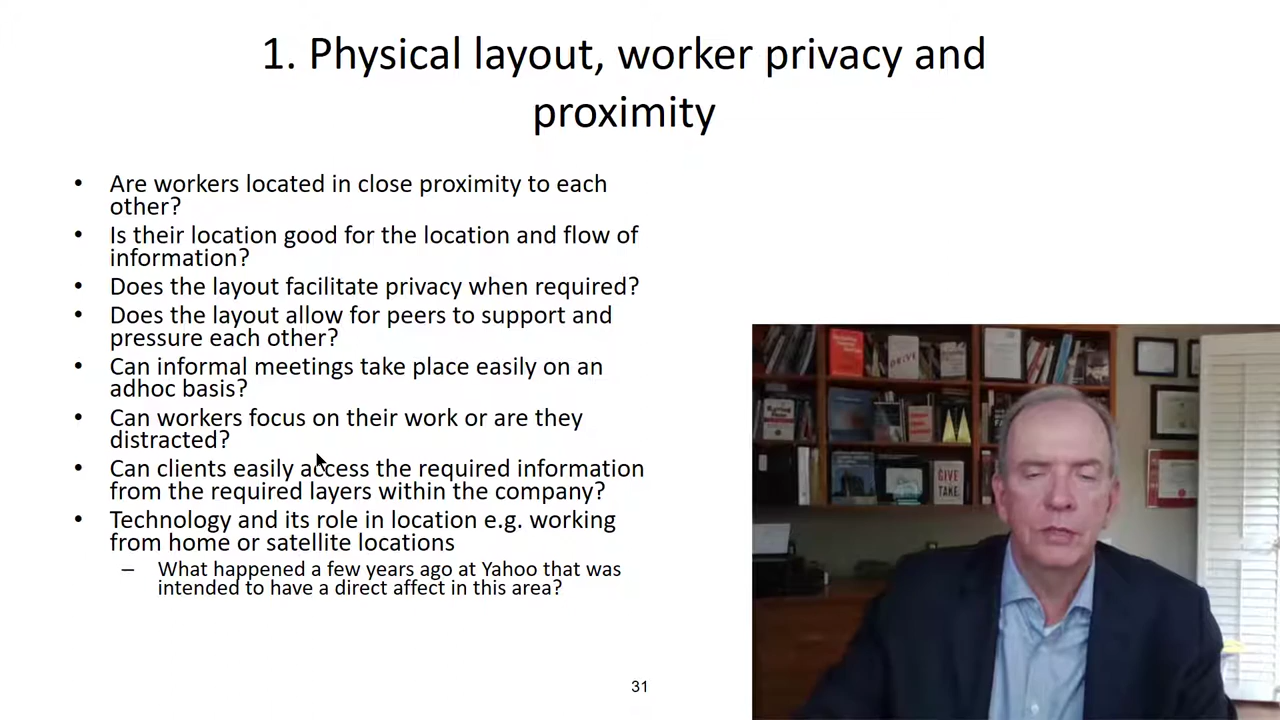 1. Physical layout, worker privacy and
proximity
• Are workers located in close proximity to each
other?
• Is their location good for the location and flow of
information?
• Does the layout facilitate privacy when required?
• Does the layout allow for peers to support and
pressure each other?
• Can informal meetings take place easily on an
adhoc basis?
• Can workers focus on their work or are they
distracted?
• Can clients easily access the required information
from the required layers within the company?
• Technology and its role in location e.g. working
from home or satellite locations
– What happened a few years ago at Yahoo that was
intended to have a direct affect in this area?
31
DRiVE
GIVE
TAKE